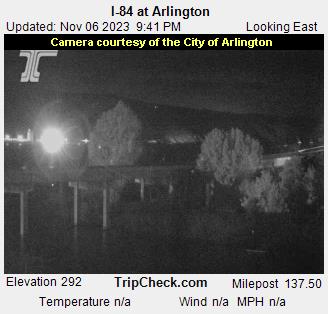 I-84 at Arlington
Updated: Nov 06 2023 9:41 PM Looking East
Camera courtesy of the City of Arlington
Elevation 292 TripCheck.com Milepost 137.50
Temperature n/a Wind n/a MPH n/a